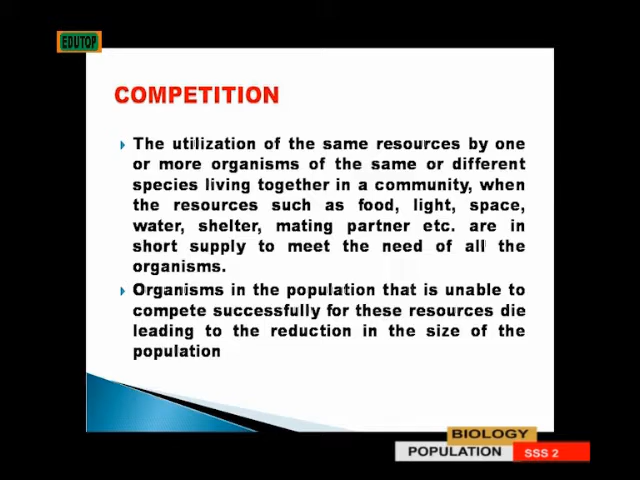 EDUTOP
COMPETITION
The utilization of the same resources by one
or more organisms of the same or different
species living together in a community, when
the resources such as food, light, space,
water, shelter, mating partner etc. are in
short supply to meet the need of all the
organisms.
Organisms in the population that is unable to
compete successfully for these resources die
leading to the reduction in the size of the
population
BIOLOGY
POPULATION SSS 2